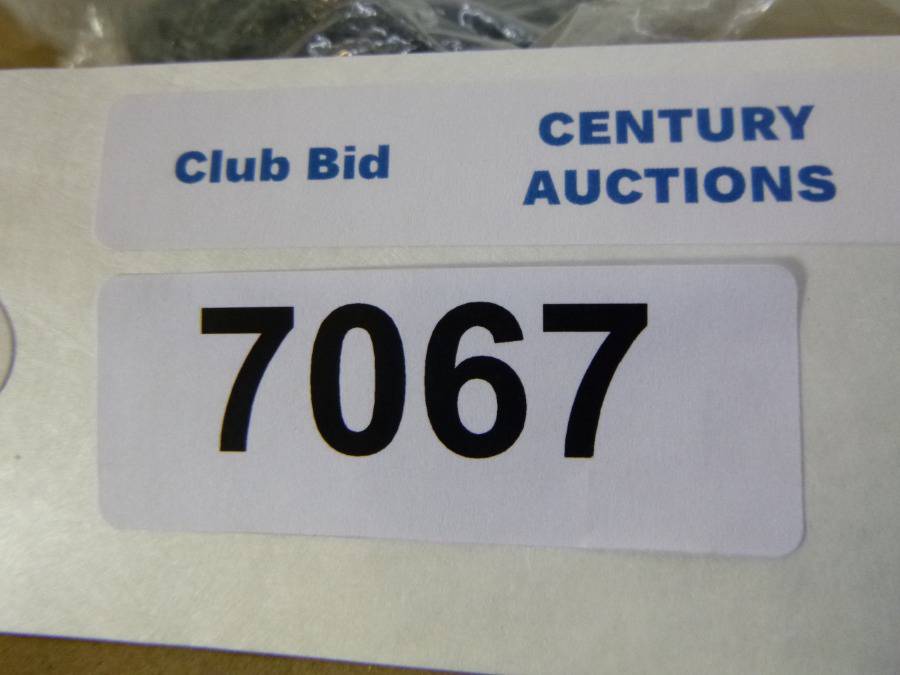 Club Bid
CENTURY
AUCTIONS
7067